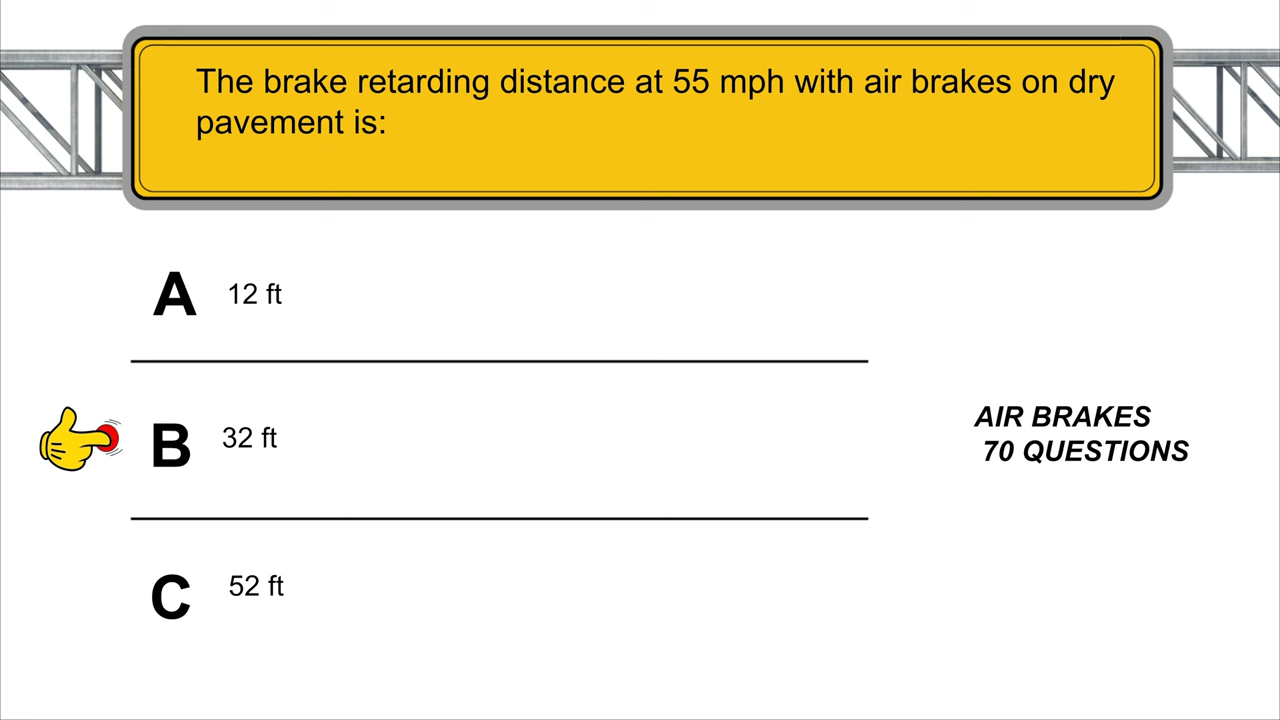 The brake retarding distance at 55 mph with air brakes on dry
pavement is:
A 12 ft
B 32 ft
C 52 ft
AIR BRAKES
70 QUESTIONS